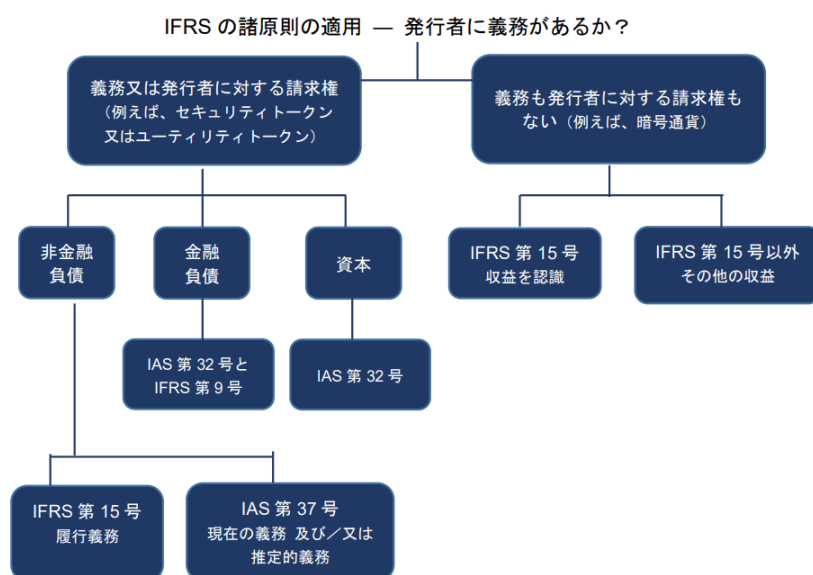 IFRS の諸原則の適用 ― 発行者に義務があるか？
義務又は発行者に対する請求権
（例えば、セキュリティトークン
又はユーティリティトークン）
義務も発行者に対する請求権も
ない（例えば、暗号通貨）
非金融
負債
金融
負債
資本
IFRS 第 15 号
収益を認識
IFRS 第 15 号以外
その他の収益
IAS 第 32 号と
IFRS 第 9 号
IAS 第 32 号
IFRS 第 15 号
履行義務
IAS 第 37 号
現在の義務 及び／又は
推定的義務